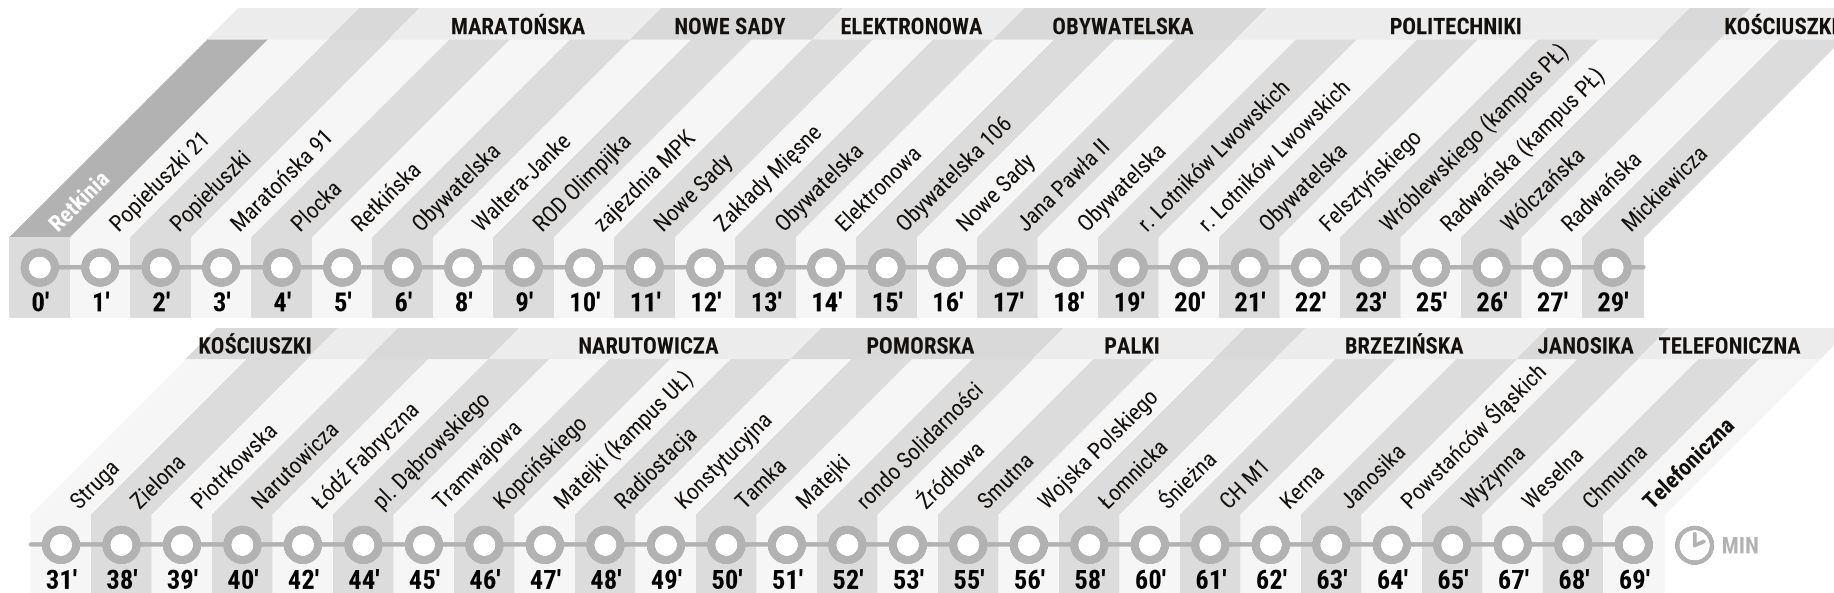 MARATOŃSKA NOWE SADY ELEKTRONOWA OBYWATELSKA POLITECHNIKI KOŚCIUSZKI
Retkinia
Popiełuszki 21
Popiełuszki
Maratońska 91
Płocka
Retkińska
Obywatelska
Waltera-Janke
ROD Olimpijka
zajezdnia MPK
Nowe Sady
Zakłady Mięsne
Obywatelska
Elektronowa
Obywatelska 106
Nowe Sady
Jana Pawła II
Obywatelska
r. Lotników Lwowskich
r. Lotników Lwowskich
Obywatelska
Felsztyńskiego
Wróblewskiego (kampus PŁ)
Radwańska (kampus PŁ)
Wólczańska
Radwańska
Mickiewicza
0' 1' 2' 3' 4' 5' 6' 8' 9' 10' 11' 12' 13' 14' 15' 16' 17' 18' 19' 20' 21' 22' 23' 25' 26' 27' 29'
KOŚCIUSZKI NARUTOWICZA POMORSKA PALKI BRZEZIŃSKA JANOSIKA TELEFONICZNA
Struga
Zielona
Piotrkowska
Narutowicza
Łódź Fabryczna
pl. Dąbrowskiego
Tramwajowa
Kopcińskiego
Matejki (kampus UŁ)
Radiostacja
Konstytucyjna
Tamka
Matejki
rondo Solidarności
Źródłowa
Smutna
Wojska Polskiego
Łomnicka
Śnieżna
CH M1
Kerna
Janosika
Powstańców Śląskich
Wyżynna
Weselna
Chmurna
Telefoniczna
MIN
31' 38' 39' 40' 42' 44' 45' 46' 47' 48' 49' 50' 51' 52' 53' 55' 56' 58' 60' 61' 62' 63' 64' 65' 67' 68' 69'